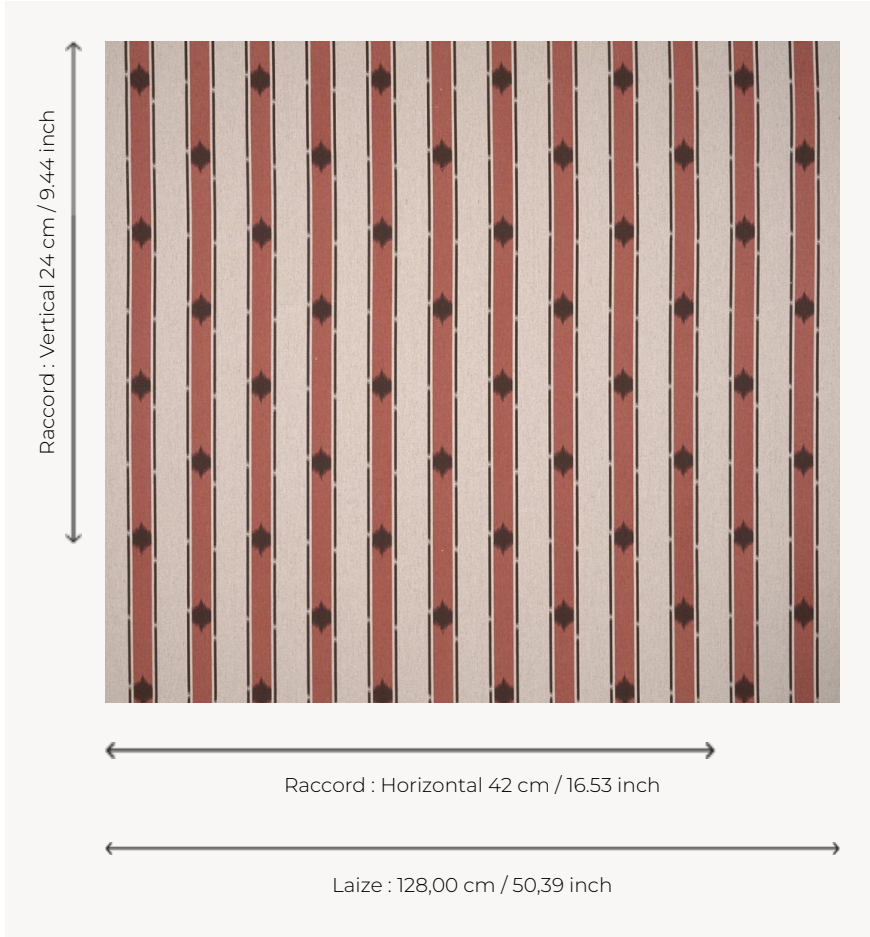 Raccord : Vertical 24 cm / 9.44 inch
Raccord : Horizontal 42 cm / 16.53 inch
Laize : 128,00 cm / 50,39 inch